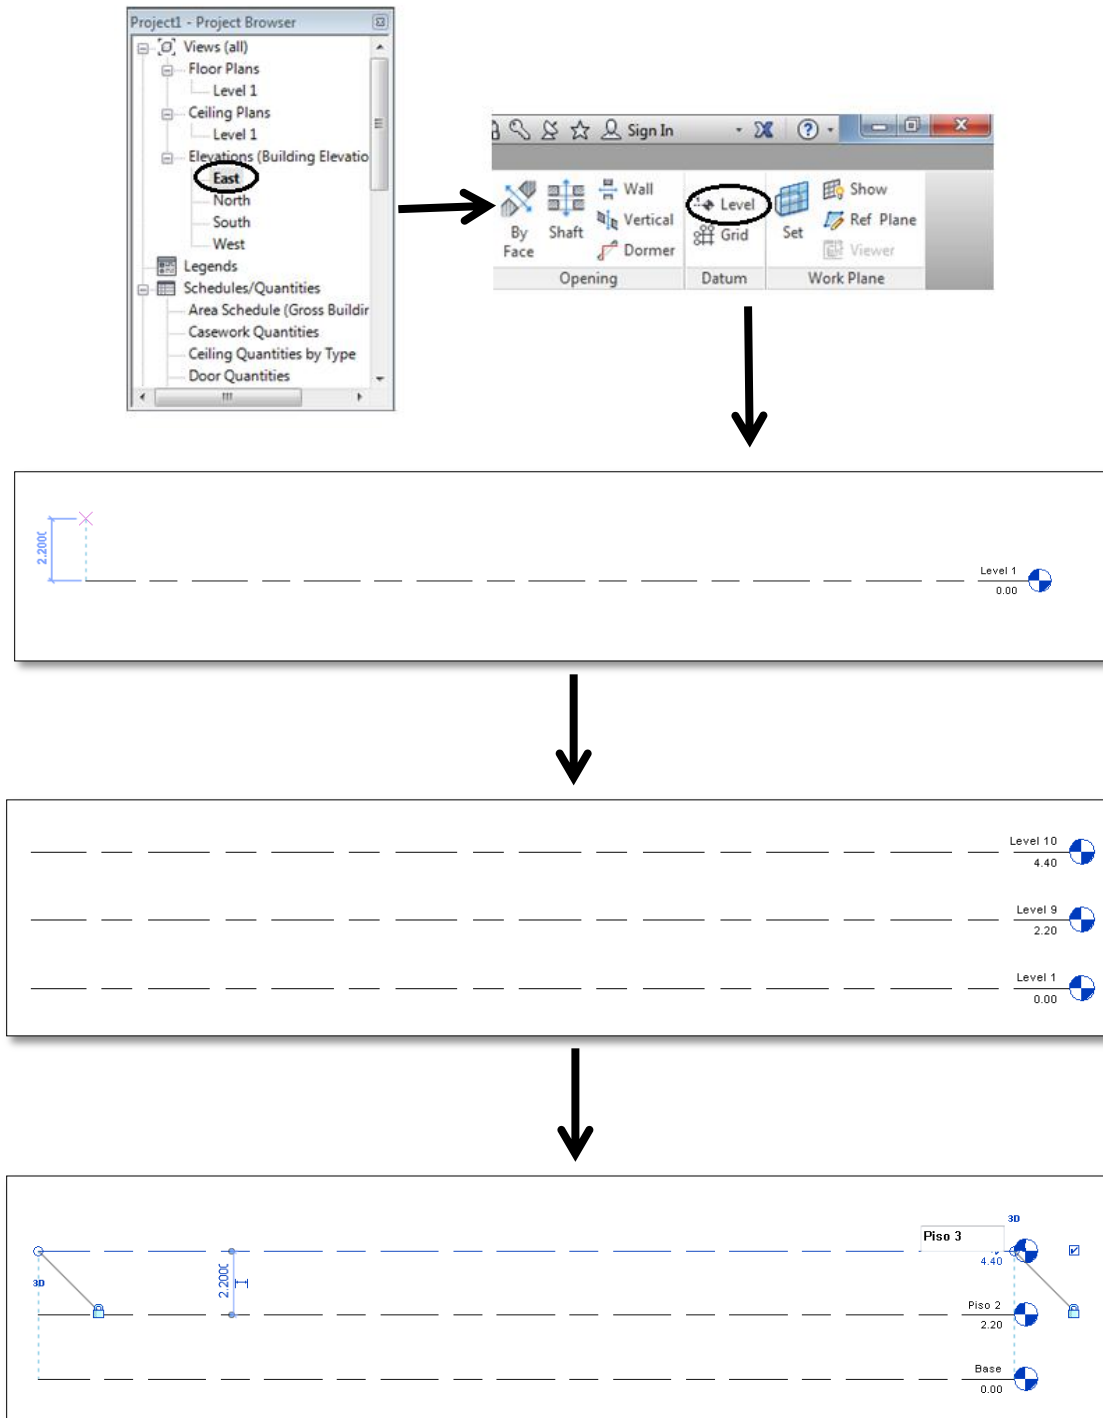 Project1 - Project Browser
Views (all)
Floor Plans
Level 1
Ceiling Plans
Level 1
Elevations (Building Elevatio
East
North
South
West
Legends
Schedules/Quantities
Area Schedule (Gross Buildir
Casework Quantities
Ceiling Quantities by Type
Door Quantities
Sign In
By Face
Shaft
Wall
Vertical
Dormer
Opening
Level
Grid
Datum
Set
Show
Ref Plane
Viewer
Work Plane
2.200(
Level 1
0.00
Level 10
4.40
Level 9
2.20
Level 1
0.00
3D
Piso 3
4.40
3D
2.200(
Piso 2
2.20
Base
0.00